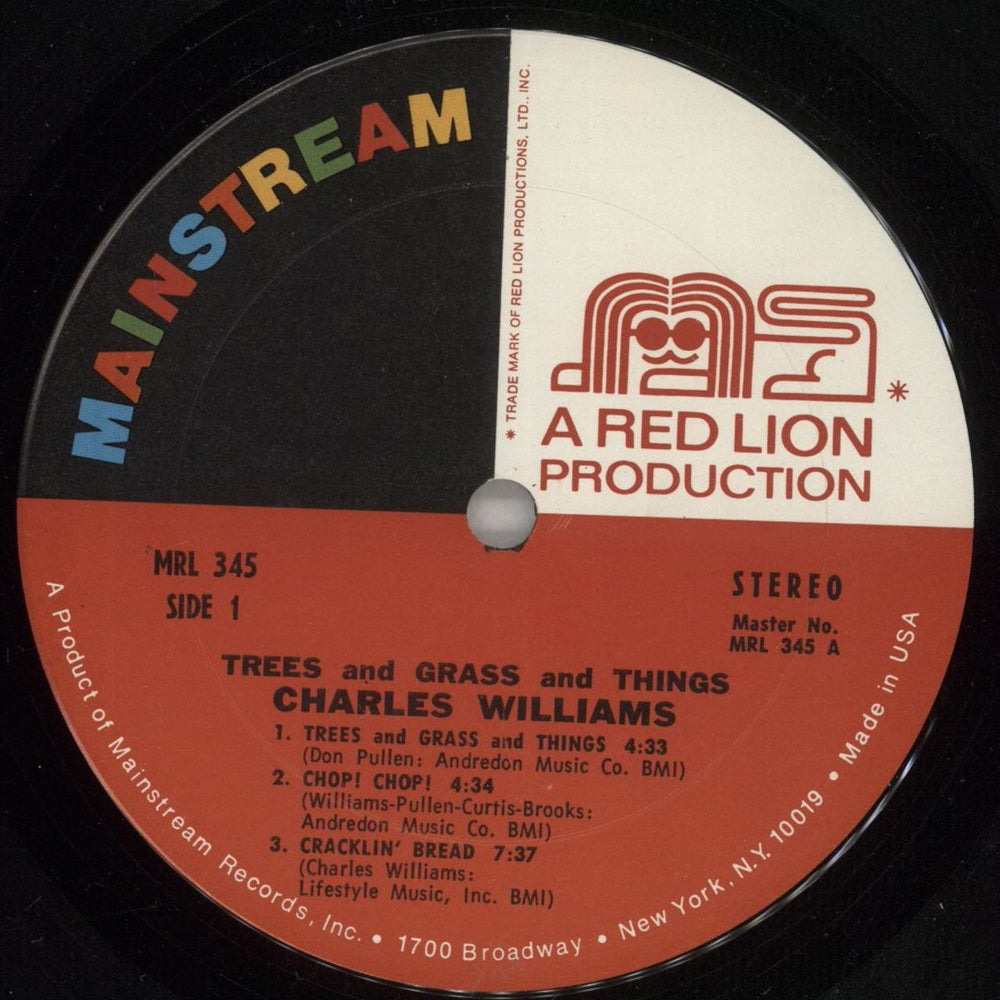 MAINSTREAM
* TRADE MARK OF RED LION PRODUCTIONS, LTD., INC.
MS *
A RED LION
PRODUCTION
MRL 345
SIDE 1
STEREO
Master No.
MRL 345 A
TREES and GRASS and THINGS
CHARLES WILLIAMS
1. TREES and GRASS and THINGS 4:33
(Don Pullen: Andredon Music Co. BMI)
2. CHOP! CHOP! 4:34
(Williams-Pullen-Curtis-Brooks:
Andredon Music Co. BMI)
3. CRACKLIN' BREAD 7:37
(Charles Williams:
Lifestyle Music, Inc. BMI)
A Product of Mainstream Records, Inc. • 1700 Broadway • New York, N.Y. 10019 • Made in USA